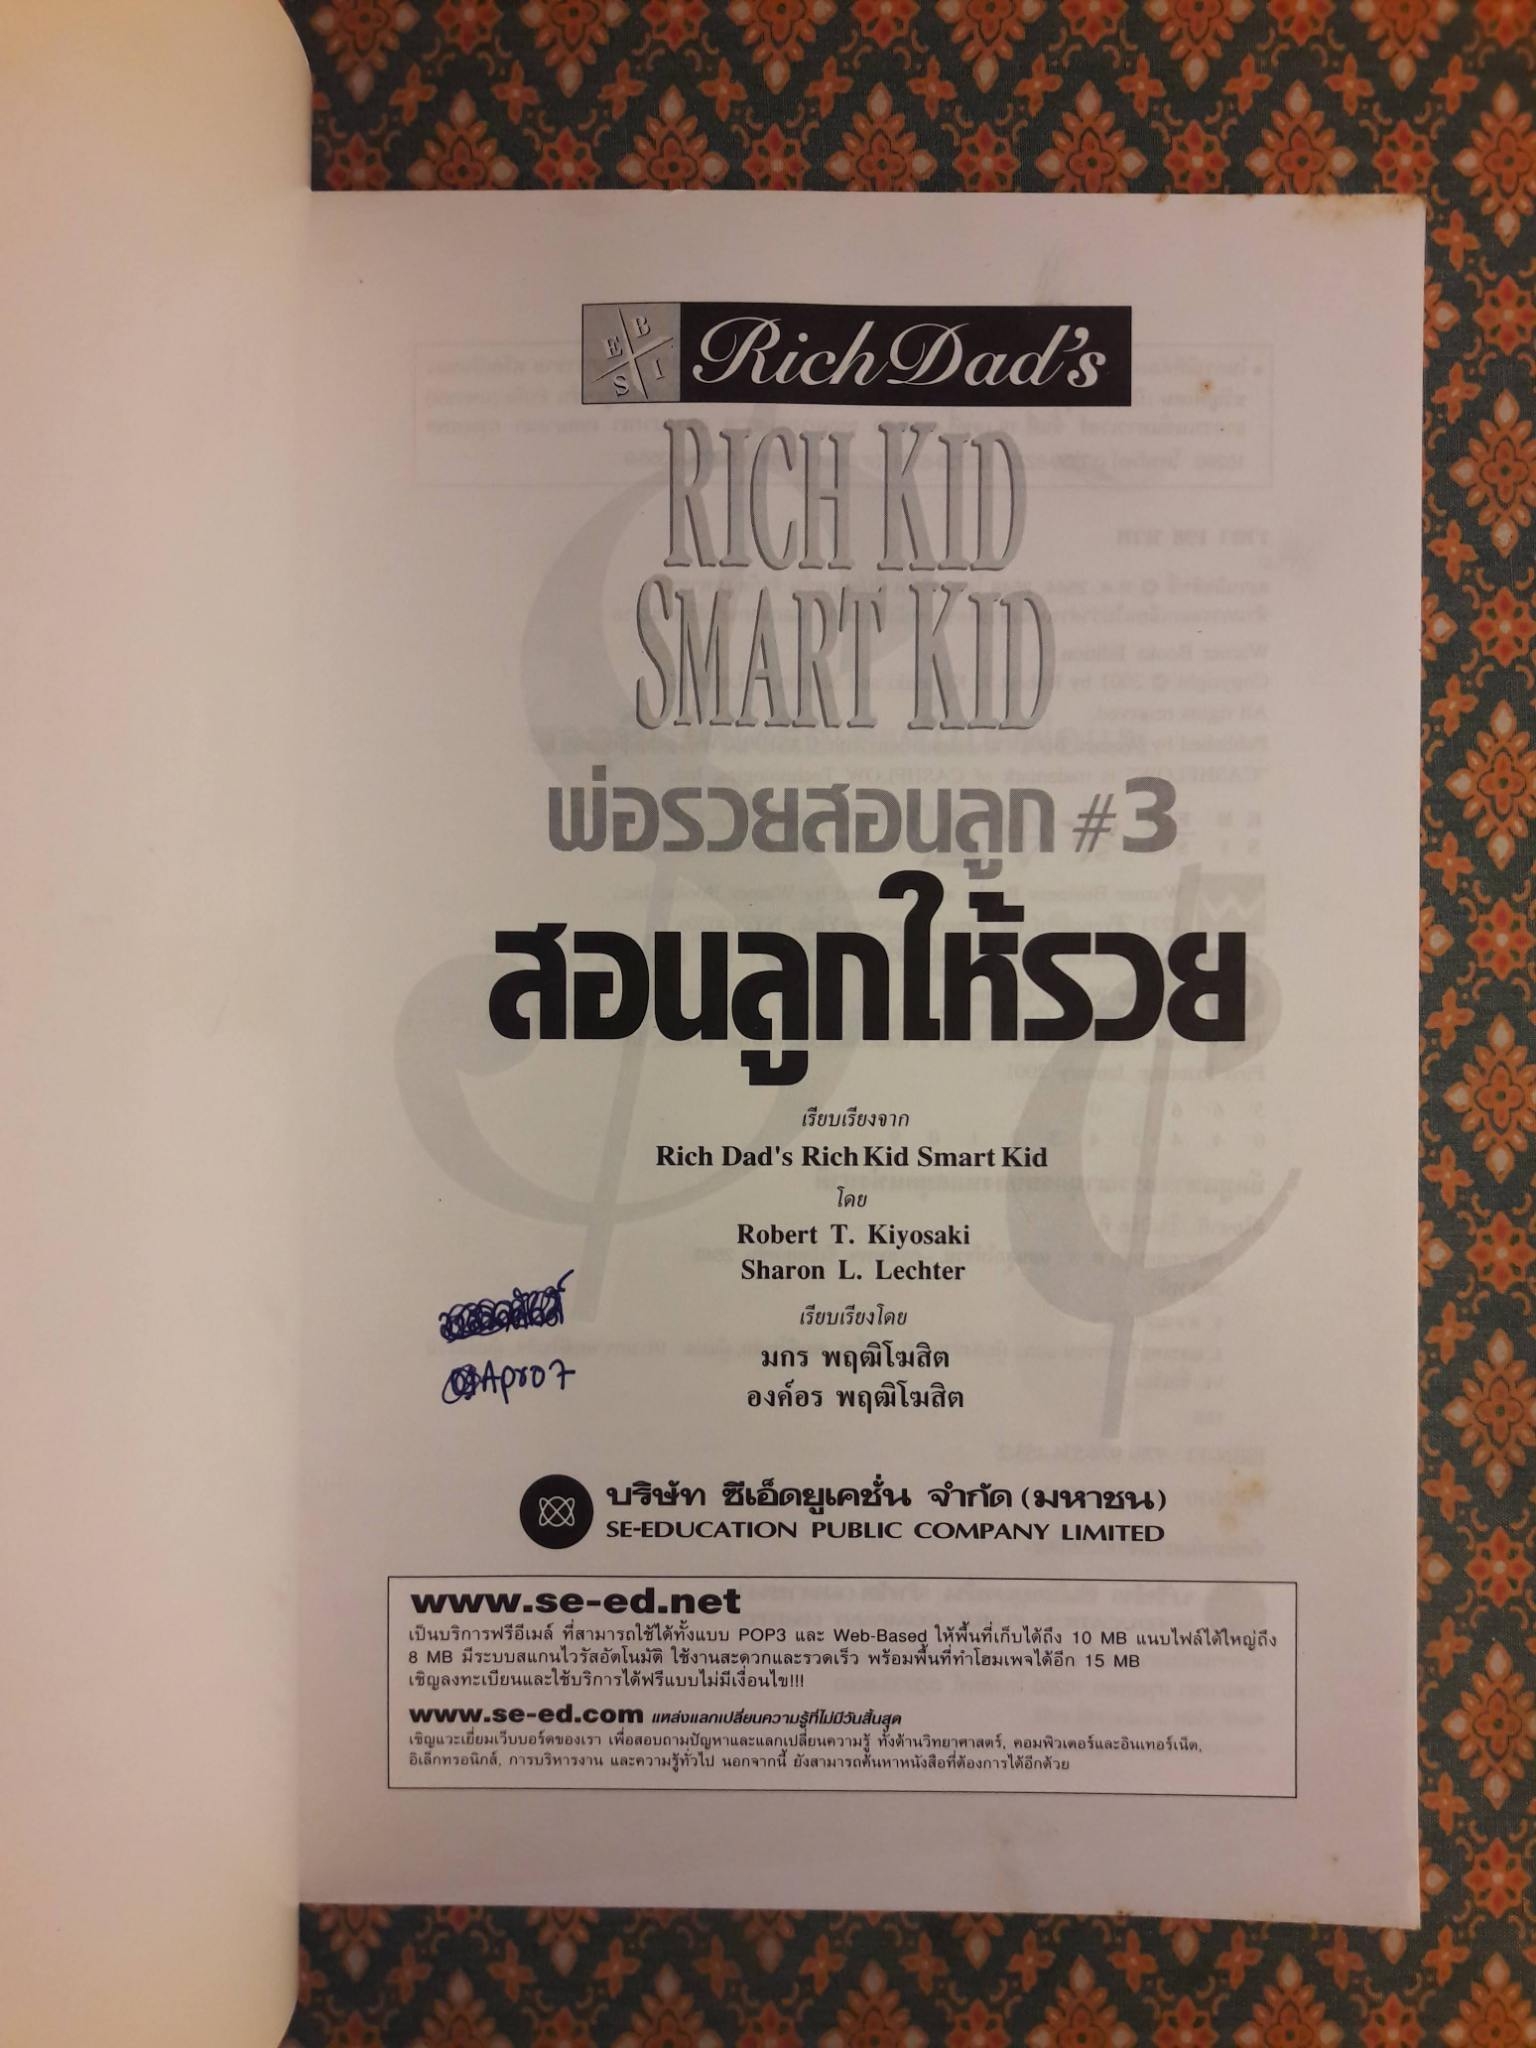 E B S I Rich Dad's
RICH KID
SMART KID
พ่อรวยสอนลูก #3
สอนลูกให้รวย
เรียบเรียงจาก
Rich Dad's Rich Kid Smart Kid
โดย
Robert T. Kiyosaki
Sharon L. Lechter
เรียบเรียงโดย
มกร พฤฒิโฆสิต
องค์อร พฤฒิโฆสิต
Apr 07
บริษัท ซีเอ็ดยูเคชั่น จำกัด (มหาชน)
SE-EDUCATION PUBLIC COMPANY LIMITED
www.se-ed.net
เป็นบริการฟรีอีเมล์ ที่สามารถใช้ได้ทั้งแบบ POP3 และ Web-Based ให้พื้นที่เก็บได้ถึง 10 MB แนบไฟล์ได้ใหญ่ถึง
8 MB มีระบบสแกนไวรัสอัตโนมัติ ใช้งานสะดวกและรวดเร็ว พร้อมพื้นที่ทำโฮมเพจได้อีก 15 MB
เชิญลงทะเบียนและใช้บริการได้ฟรีแบบไม่มีเงื่อนไข!!!
www.se-ed.com แหล่งแลกเปลี่ยนความรู้ที่ไม่มีวันสิ้นสุด
เชิญแวะเยี่ยมเว็บบอร์ดของเรา เพื่อสอบถามปัญหาและแลกเปลี่ยนความรู้ ทั้งด้านวิทยาศาสตร์, คอมพิวเตอร์และอินเทอร์เน็ต,
อิเล็กทรอนิกส์, การบริหารงาน และความรู้ทั่วไป นอกจากนี้ ยังสามารถค้นหาหนังสือที่ต้องการได้อีกด้วย